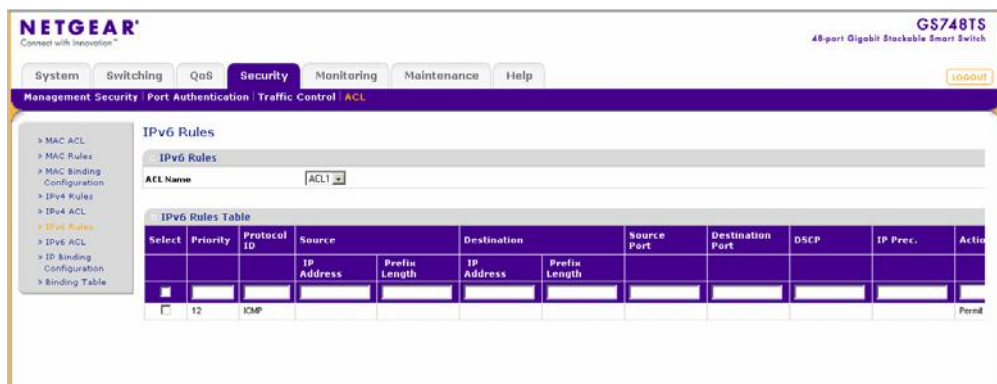 NETGEAR
Connect with Innovation™
GS748TS
48-port Gigabit Stackable Smart Switch
System Switching QoS Security Monitoring Maintenance Help
LOGOUT
Management Security | Port Authentication | Traffic Control | ACL
> MAC ACL
> MAC Rules
> MAC Binding
Configuration
> IPv4 Rules
> IPv4 ACL
> IPv6 Rules
> IPv6 ACL
> ID Binding
Configuration
> Binding Table
IPv6 Rules
IPv6 Rules
ACL Name ACL1
IPv6 Rules Table
Select Priority Protocol ID Source Destination Source Port Destination Port DSCP IP Prec. Actio
IP Address Prefix Length IP Address Prefix Length
12 ICMP Permit